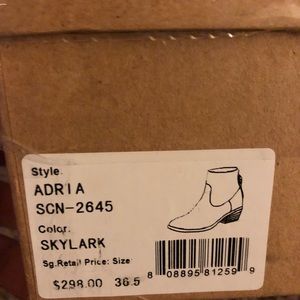 Style.
ADRIA
SCN-2645
Color.
SKYLARK
Sg.Retail Price: Size
$298.00 36.5
8 08895 81259 9